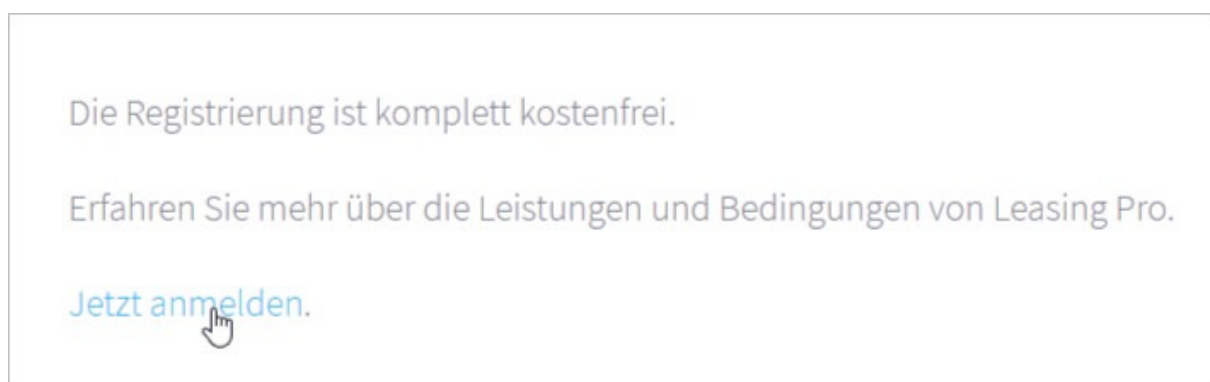 Die Registrierung ist komplett kostenfrei.
Erfahren Sie mehr über die Leistungen und Bedingungen von Leasing Pro.
Jetzt anmelden.